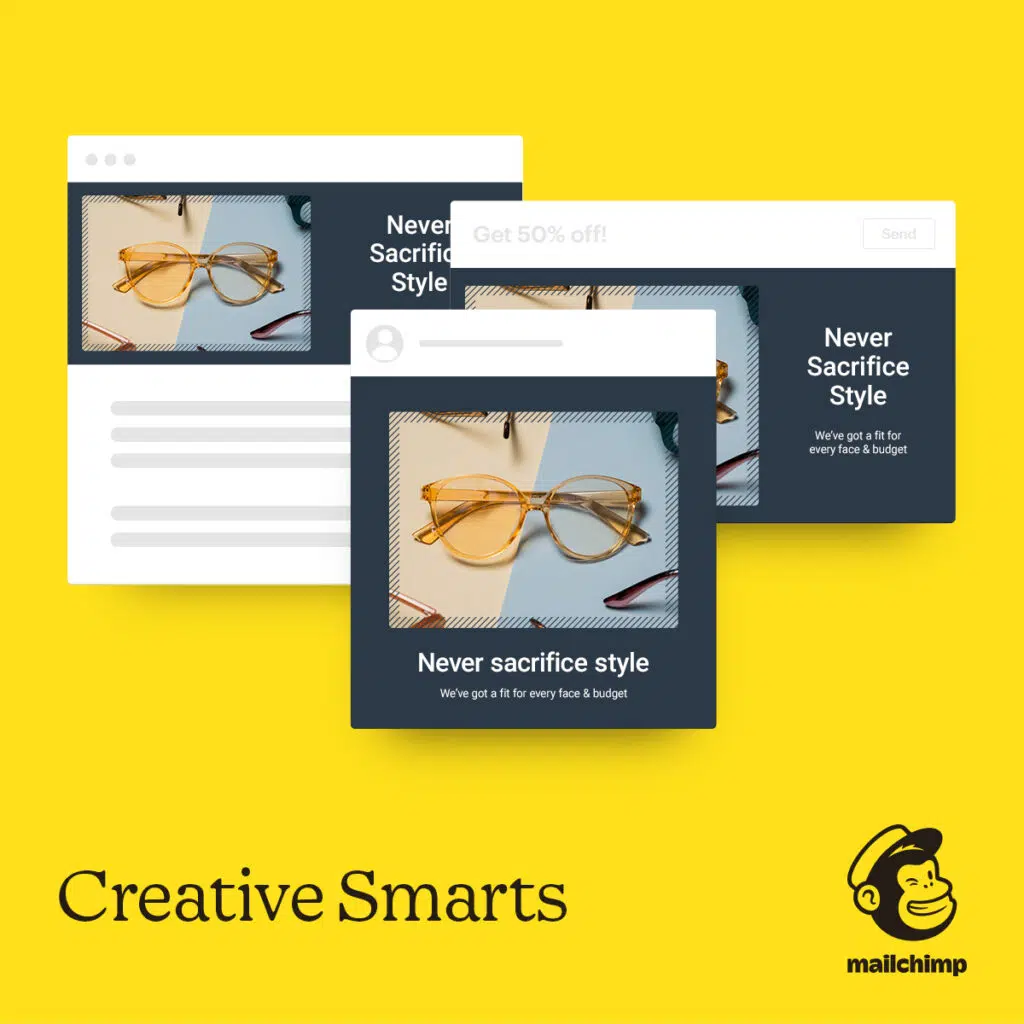 Never
Sacrific
Style
Get 50% off!
Send
Never
Sacrifice
Style
We've got a fit for
every face & budget
Never sacrifice style
We've got a fit for every face & budget
Creative Smarts
mailchimp